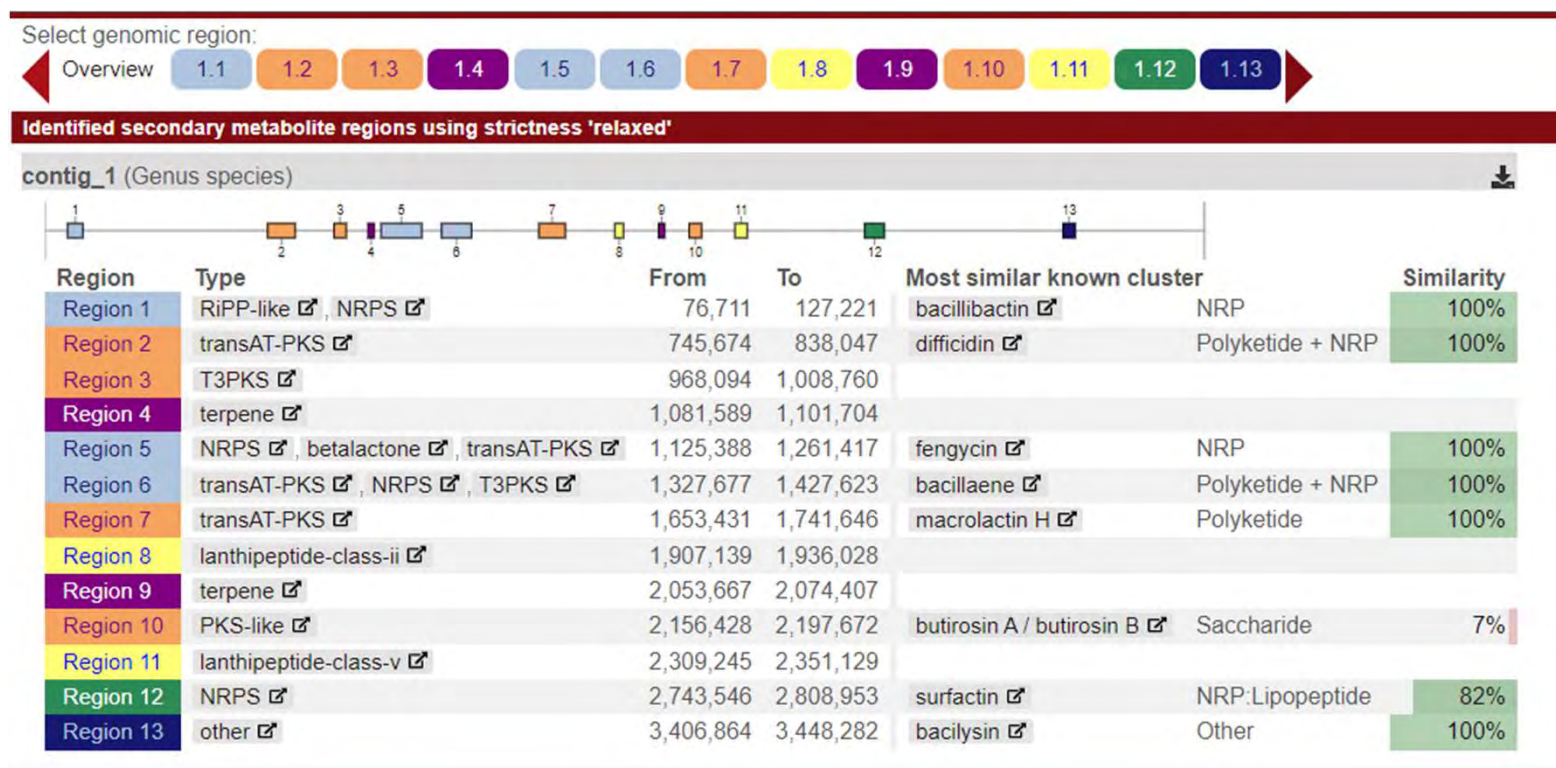 Select genomic region:
Overview 1.1 1.2 1.3 1.4 1.5 1.6 1.7 1.8 1.9 1.10 1.11 1.12 1.13
Identified secondary metabolite regions using strictness 'relaxed'
contig_1 (Genus species)
1 3 5 7 9 11 13
2 4 6 8 10 12
Region Type From To Most similar known cluster Similarity
Region 1 RiPP-like , NRPS 76,711 127,221 bacillibactin NRP 100%
Region 2 transAT-PKS 745,674 838,047 difficidin Polyketide + NRP 100%
Region 3 T3PKS 968,094 1,008,760
Region 4 terpene 1,081,589 1,101,704
Region 5 NRPS , betalactone , transAT-PKS 1,125,388 1,261,417 fengycin NRP 100%
Region 6 transAT-PKS , NRPS , T3PKS 1,327,677 1,427,623 bacillaene Polyketide + NRP 100%
Region 7 transAT-PKS 1,653,431 1,741,646 macrolactin H Polyketide 100%
Region 8 lanthipeptide-class-ii 1,907,139 1,936,028
Region 9 terpene 2,053,667 2,074,407
Region 10 PKS-like 2,156,428 2,197,672 butirosin A / butirosin B Saccharide 7%
Region 11 lanthipeptide-class-v 2,309,245 2,351,129
Region 12 NRPS 2,743,546 2,808,953 surfactin NRP:Lipopeptide 82%
Region 13 other 3,406,864 3,448,282 bacilysin Other 100%